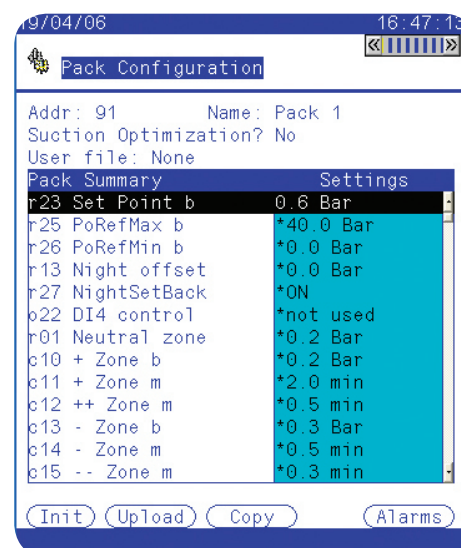 19/04/06 16:47:13
« »
Pack Configuration
Addr: 91 Name: Pack 1
Suction Optimization? No
User file: None
Pack Summary Settings
r23 Set Point b 0.6 Bar
r25 PoRefMax b *40.0 Bar
r26 PoRefMin b *0.0 Bar
r13 Night offset *0.0 Bar
r27 NightSetBack *ON
o22 DI4 control *not used
r01 Neutral zone *0.2 Bar
c10 + Zone b *0.2 Bar
c11 + Zone m *2.0 min
c12 ++ Zone m *0.5 min
c13 - Zone b *0.3 Bar
c14 - Zone m *0.5 min
c15 -- Zone m *0.3 min
Init Upload Copy Alarms